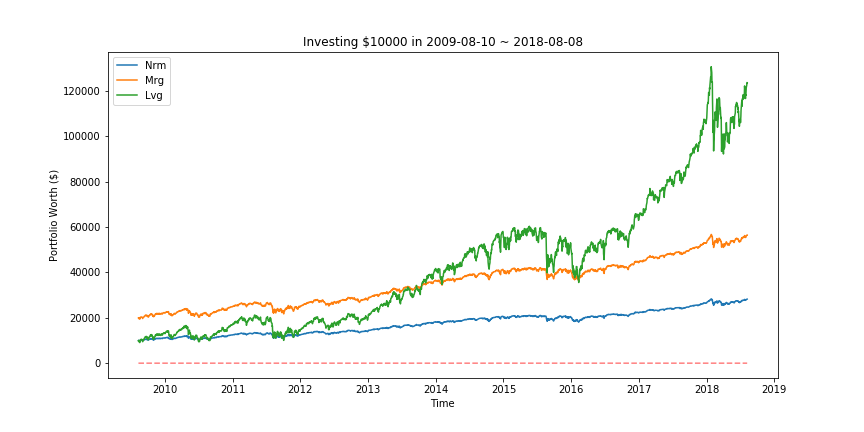 Investing $10000 in 2009-08-10 ~ 2018-08-08
Nrm
Mrg
Lvg
Portfolio Worth ($)
120000
100000
80000
60000
40000
20000
0
2010 2011 2012 2013 2014 2015 2016 2017 2018 2019
Time